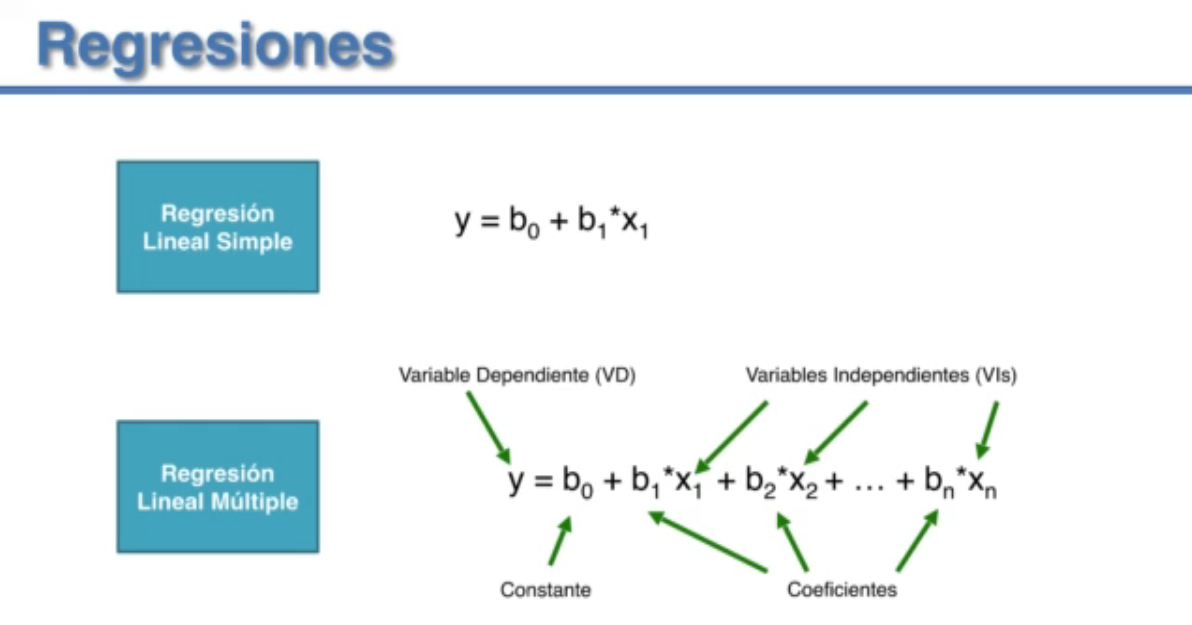 Regresiones
Regresión
Lineal Simple
y = b₀ + b₁*x₁
Variable Dependiente (VD)
Variables Independientes (VIs)
Regresión
Lineal Múltiple
y = b₀ + b₁*x₁ + b₂*x₂ + … + bₙ*xₙ
Constante
Coeficientes